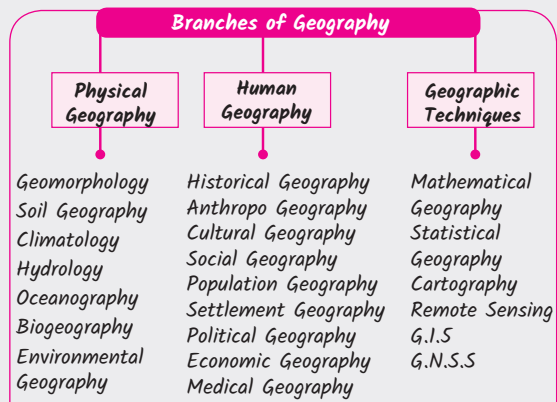 Branches of Geography
Physical
Geography
Geomorphology
Soil Geography
Climatology
Hydrology
Oceanography
Biogeography
Environmental
Geography
Human
Geography
Historical Geography
Anthropo Geography
Cultural Geography
Social Geography
Population Geography
Settlement Geography
Political Geography
Economic Geography
Medical Geography
Geographic
Techniques
Mathematical
Geography
Statistical
Geography
Cartography
Remote Sensing
G.I.S
G.N.S.S